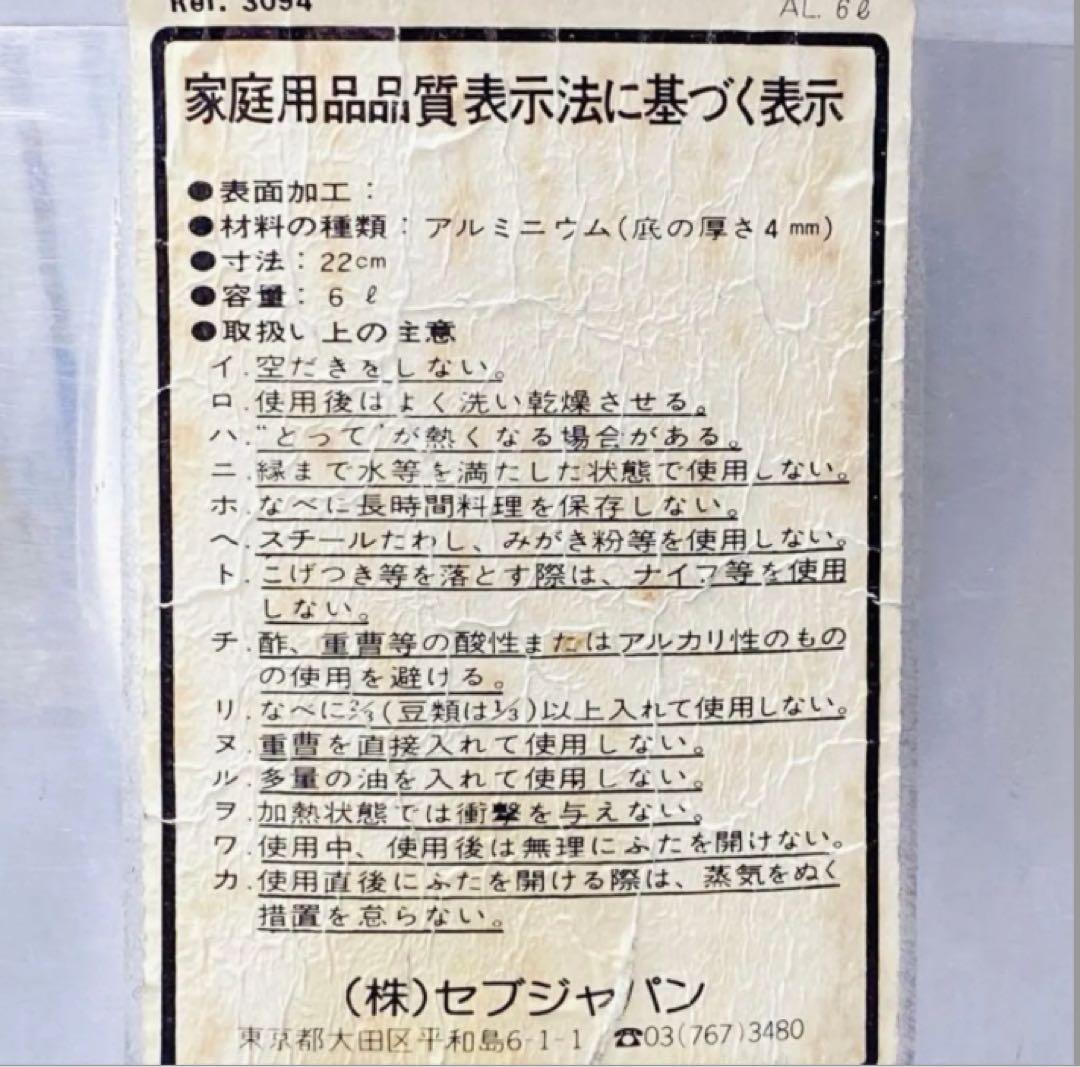 Ref. 3094
AL. 6ℓ
家庭用品品質表示法に基づく表示
●表面加工：
●材料の種類：アルミニウム(底の厚さ4mm)
●寸法：22cm
●容量：6ℓ
●取扱い上の主意
イ.空だきをしない。
ロ.使用後はよく洗い乾燥させる。
ハ.“とって”が熱くなる場合がある。
ニ.縁まで水等を満たした状態で使用しない。
ホ.なべに長時間料理を保存しない。
ヘ.スチールたわし、みがき粉等を使用しない。
ト.こげつき等を落とす際は、ナイフ等を使用
しない。
チ.酢、重曹等の酸性またはアルカリ性のもの
の使用を避ける。
リ.なべに⅔(豆類は⅓)以上入れて使用しない。
ヌ.重曹を直接入れて使用しない。
ル.多量の油を入れて使用しない。
ヲ.加熱状態では衝撃を与えない。
ワ.使用中、使用後は無理にふたを開けない。
カ.使用直後にふたを開ける際は、蒸気をぬく
措置を怠らない。
(株)セブジャパン
東京都大田区平和島6-1-1 ☎03(767)3480